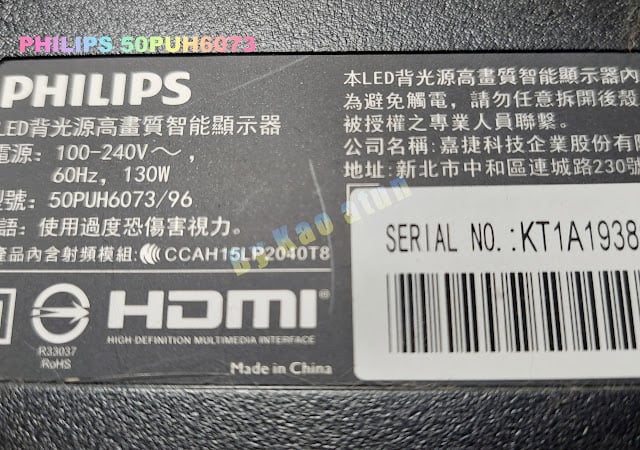 PHILIPS 50PUH6073
PHILIPS
LED背光源高畫質智能顯示器
電源: 100-240V～,
60Hz, 130W
型號: 50PUH6073/96
語: 使用過度恐傷害視力。
產品內含射頻模組: CCAH15LP2040T8
HDMI®
HIGH DEFINITION MULTIMEDIA INTERFACE
R33037
RoHS
Made in China
本LED背光源高畫質智能顯示器內
為避免觸電, 請勿任意拆開後殼
被授權之專業人員聯繫。
公司名稱: 嘉捷科技企業股份有限
地址: 新北市中和區連城路230號
SERIAL NO.:KT1A1938
by Kao atun